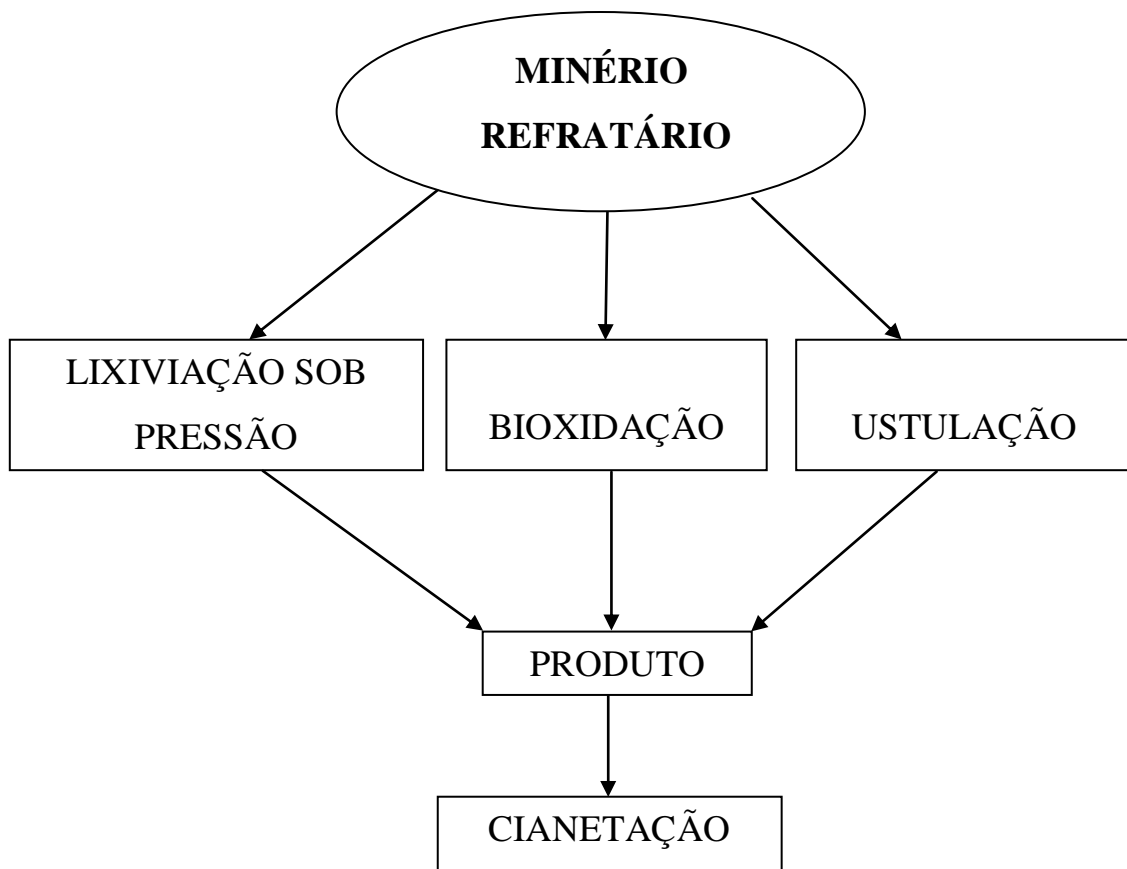 MINÉRIO
REFRATÁRIO
LIXIVIAÇÃO SOB
PRESSÃO
BIOXIDAÇÃO
USTULAÇÃO
PRODUTO
CIANETAÇÃO